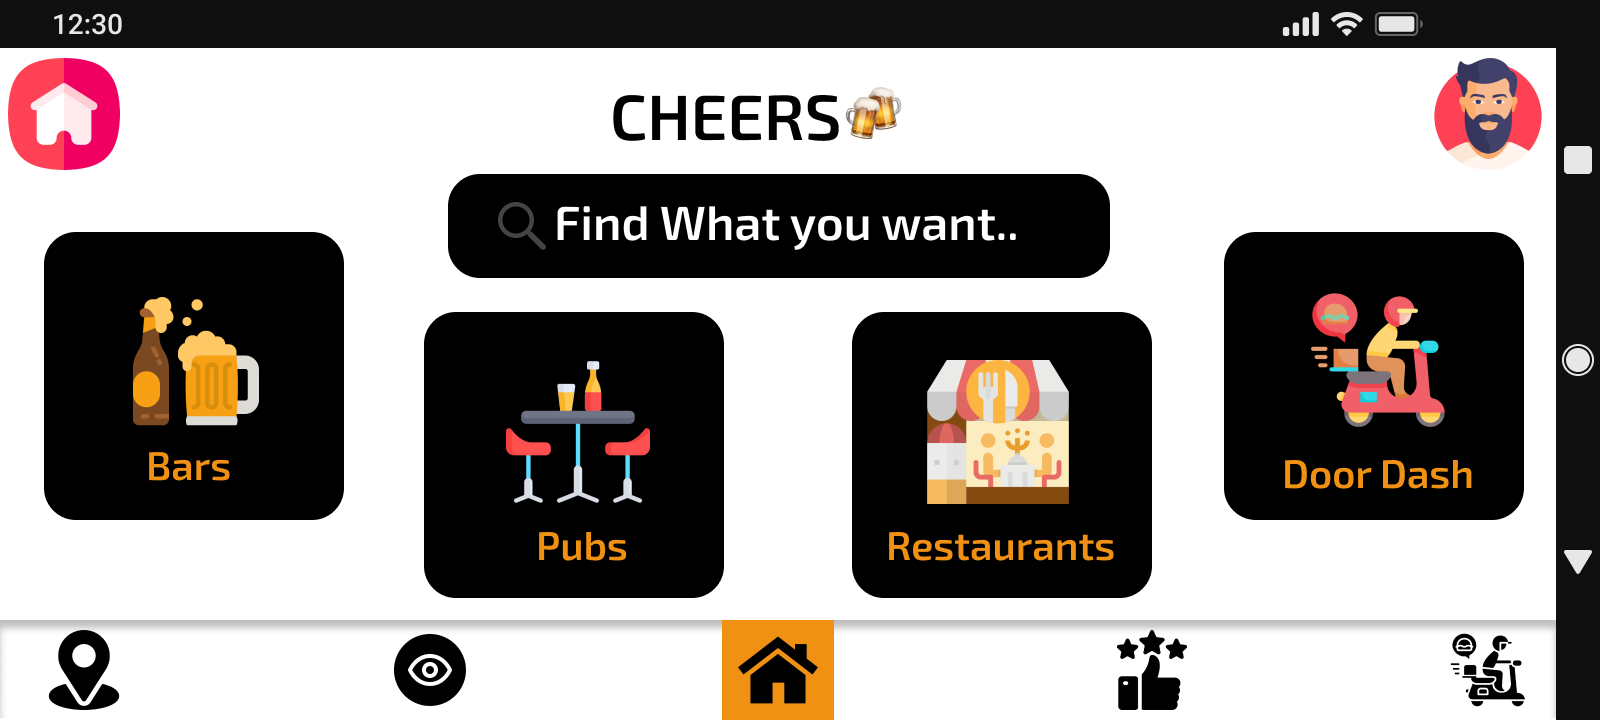 12:30
CHEERS🍻
Find What you want..
Bars
Pubs
Restaurants
Door Dash